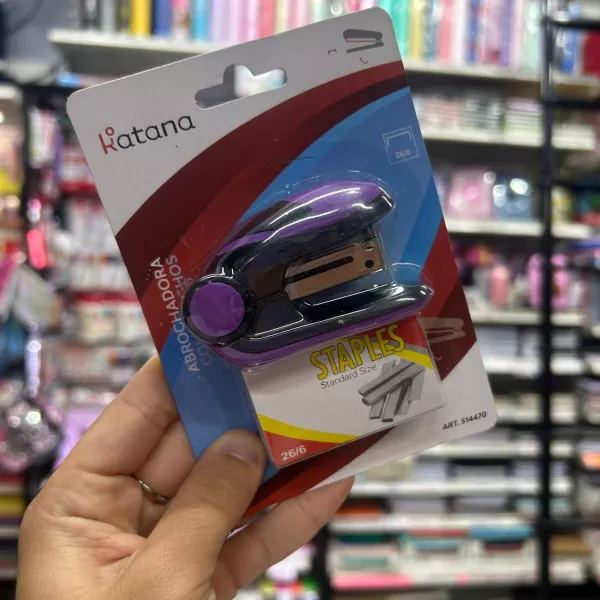 Katana
26/6
ABROCHADORA
STAPLES
Standard Size
26/6
ART. 514470